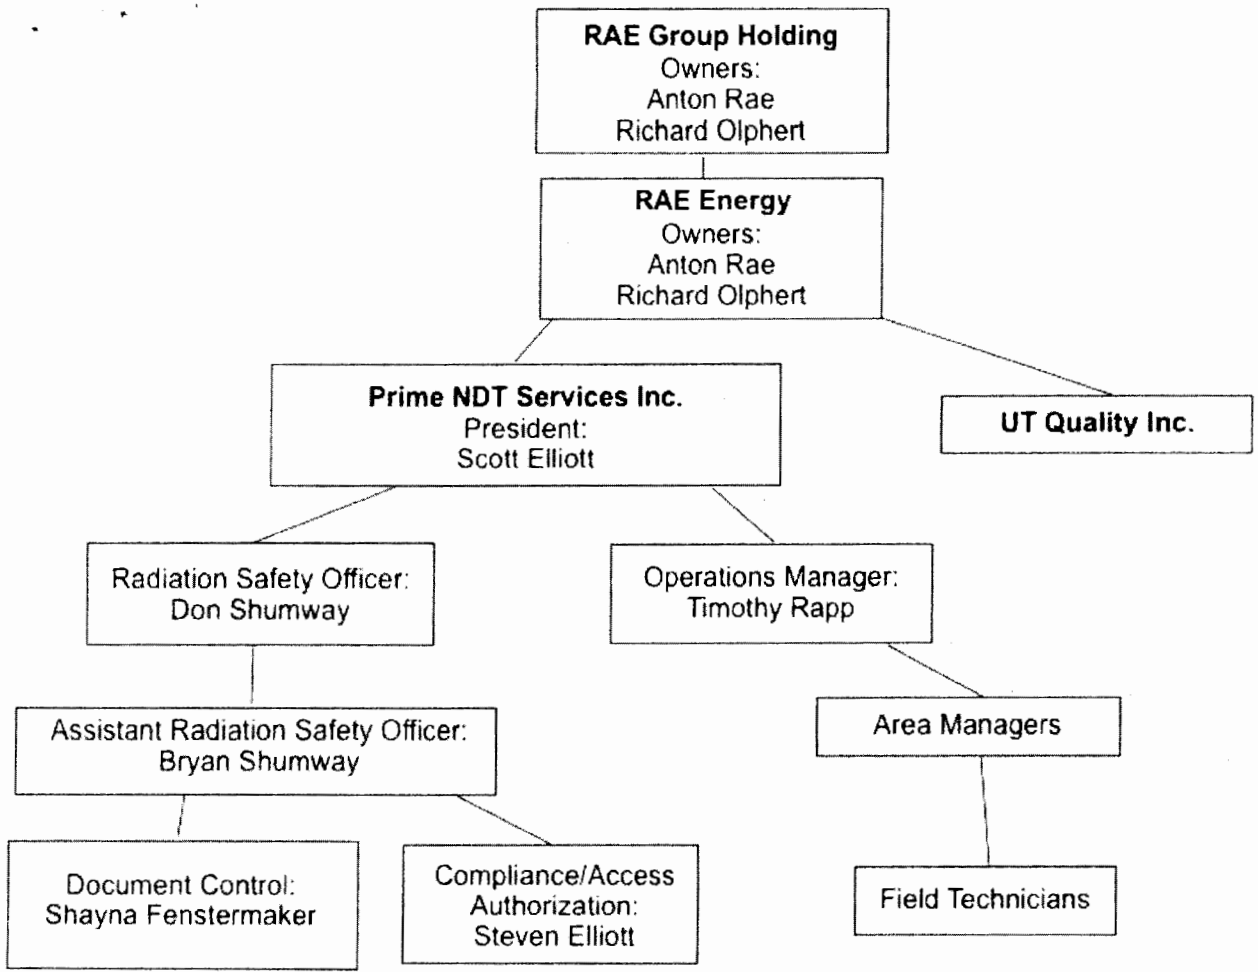 RAE Group Holding
Owners:
Anton Rae
Richard Olphert
RAE Energy
Owners:
Anton Rae
Richard Olphert
Prime NDT Services Inc.
President:
Scott Elliott
UT Quality Inc.
Radiation Safety Officer:
Don Shumway
Operations Manager:
Timothy Rapp
Assistant Radiation Safety Officer:
Bryan Shumway
Area Managers
Document Control:
Shayna Fenstermaker
Compliance/Access
Authorization:
Steven Elliott
Field Technicians